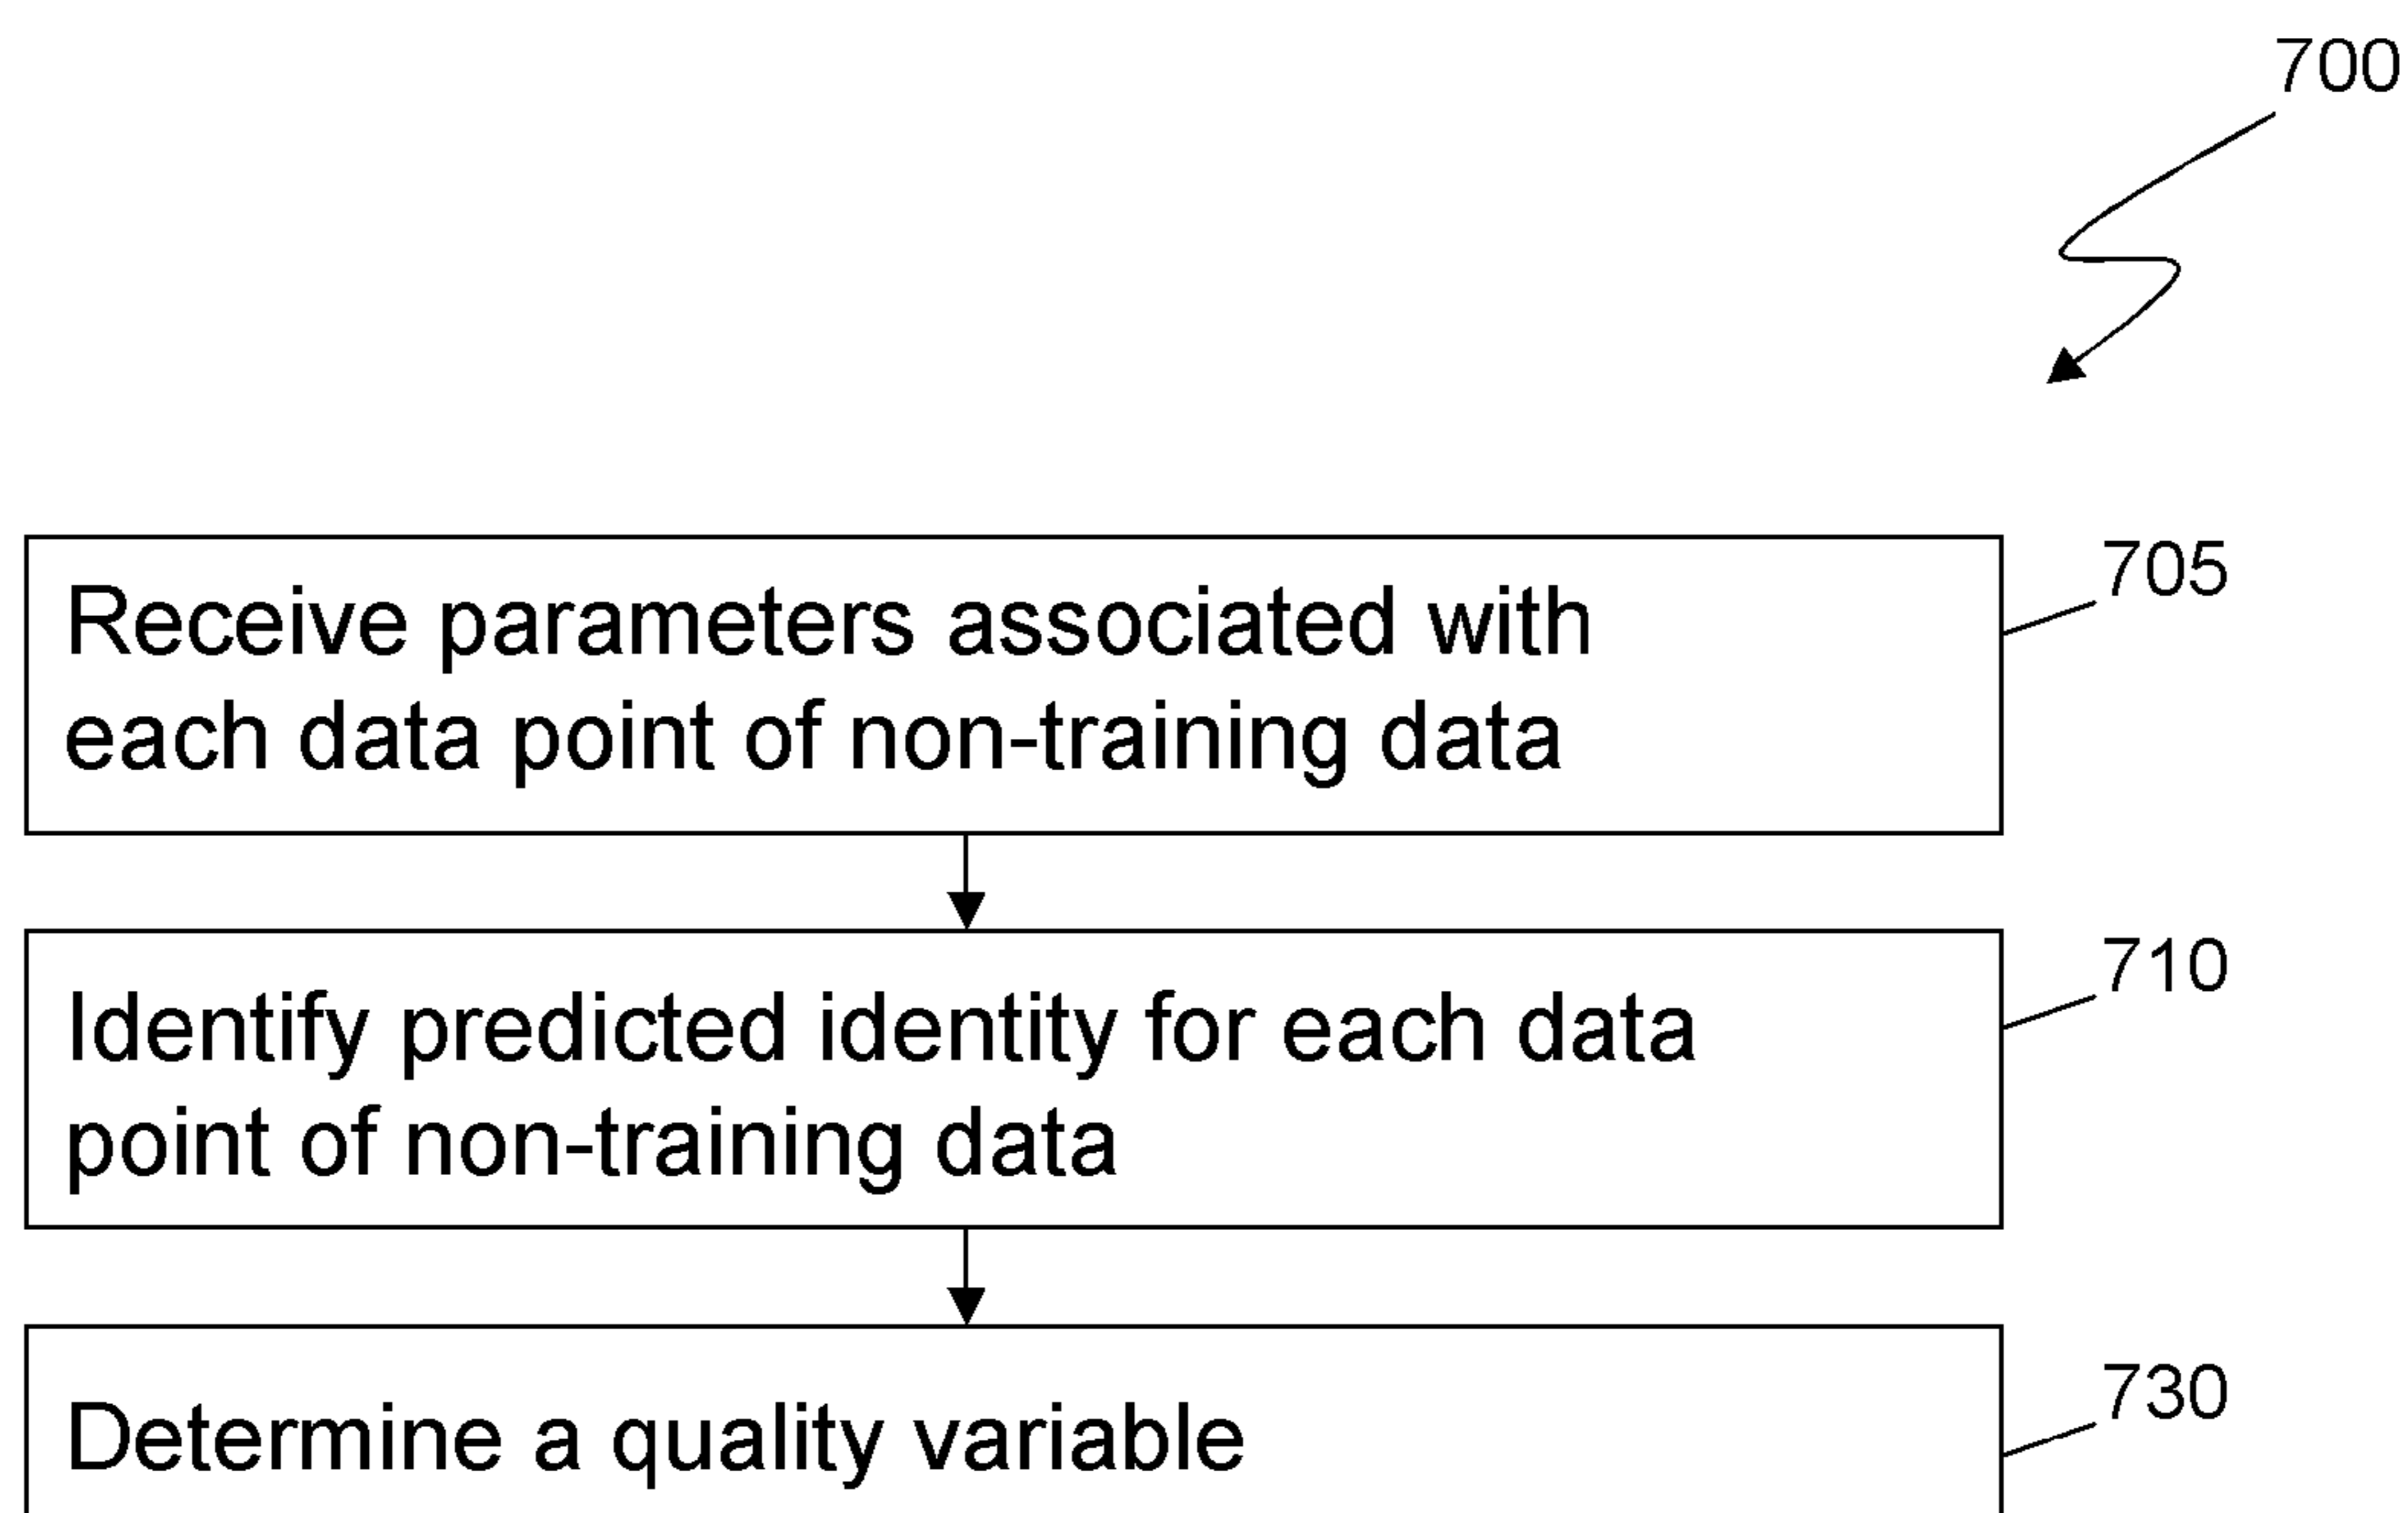 700
705
Receive parameters associated with
each data point of non-training data
710
Identify predicted identity for each data
point of non-training data
730
Determine a quality variable